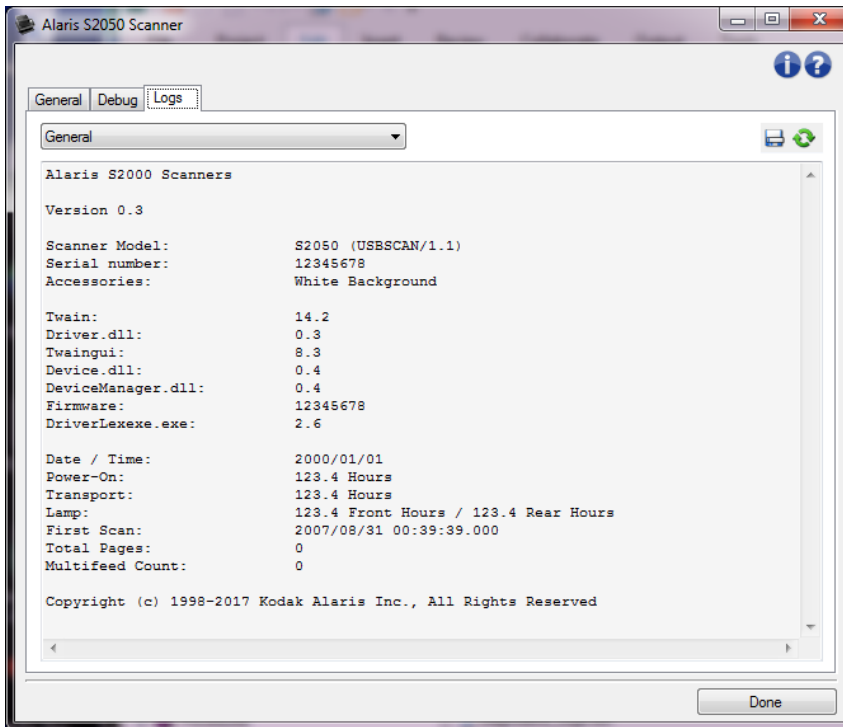 Alaris S2050 Scanner
General Debug Logs
General
Alaris S2000 Scanners
Version 0.3
Scanner Model: S2050 (USBSCAN/1.1)
Serial number: 12345678
Accessories: White Background
Twain: 14.2
Driver.dll: 0.3
Twaingui: 8.3
Device.dll: 0.4
DeviceManager.dll: 0.4
Firmware: 12345678
DriverLexexe.exe: 2.6
Date / Time: 2000/01/01
Power-On: 123.4 Hours
Transport: 123.4 Hours
Lamp: 123.4 Front Hours / 123.4 Rear Hours
First Scan: 2007/08/31 00:39:39.000
Total Pages: 0
Multifeed Count: 0
Copyright (c) 1998-2017 Kodak Alaris Inc., All Rights Reserved
Done